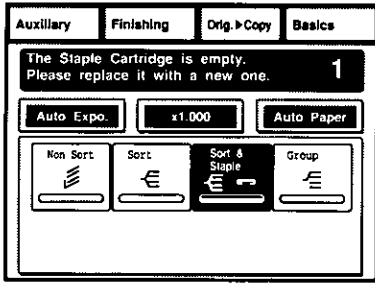 Auxiliary Finishing Orig.▶Copy Basics
The Staple Cartridge is empty.
Please replace it with a new one.
1
Auto Expo. x1.000 Auto Paper
Non Sort Sort Sort & Group
Staple